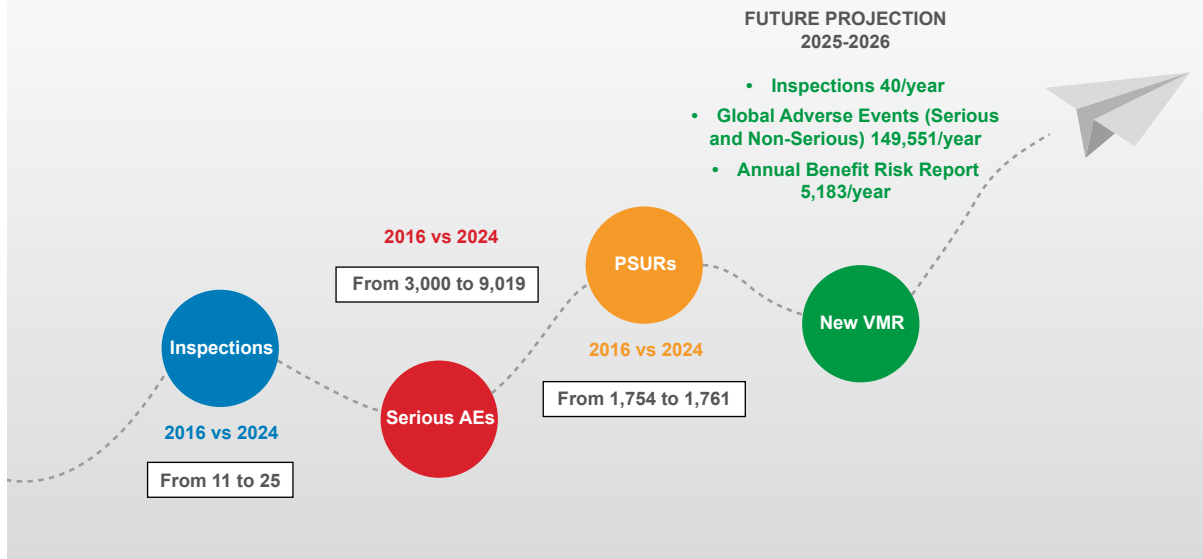 FUTURE PROJECTION
2025-2026
• Inspections 40/year
• Global Adverse Events (Serious
and Non-Serious) 149,551/year
• Annual Benefit Risk Report
5,183/year
2016 vs 2024
From 3,000 to 9,019
PSURs
New VMR
Inspections
2016 vs 2024
From 1,754 to 1,761
Serious AEs
2016 vs 2024
From 11 to 25